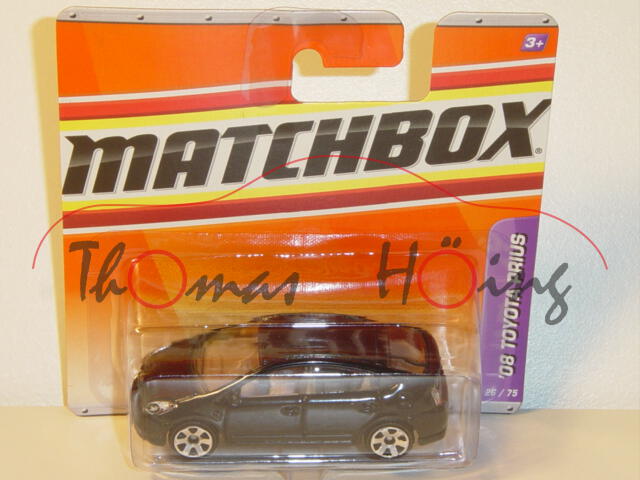 3+
MATCHBOX®
Thomas Höing
'08 TOYOTA PRIUS
26 / 75